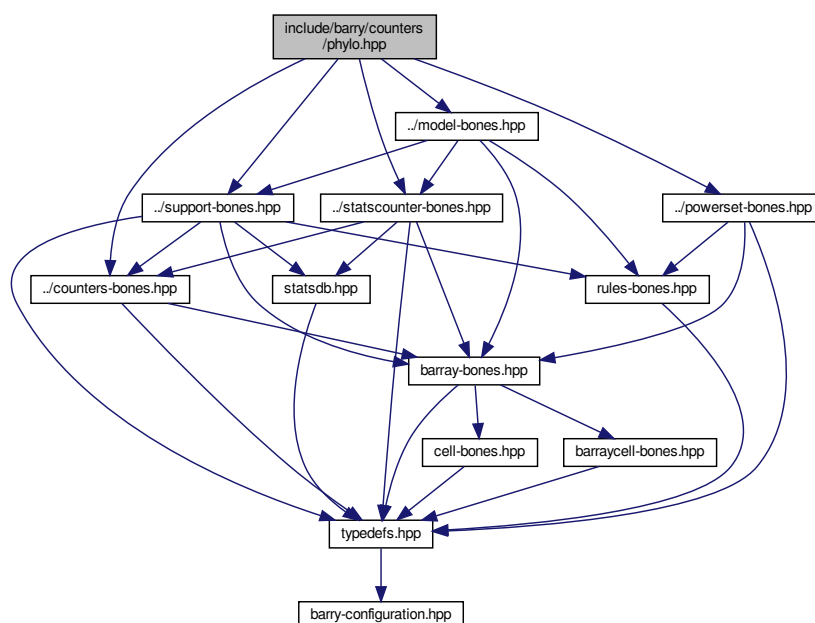 include/barry/counters
/phylo.hpp
../model-bones.hpp
../support-bones.hpp
../statscounter-bones.hpp
../powerset-bones.hpp
../counters-bones.hpp
statsdb.hpp
rules-bones.hpp
barray-bones.hpp
cell-bones.hpp
barraycell-bones.hpp
typedefs.hpp
barry-configuration.hpp